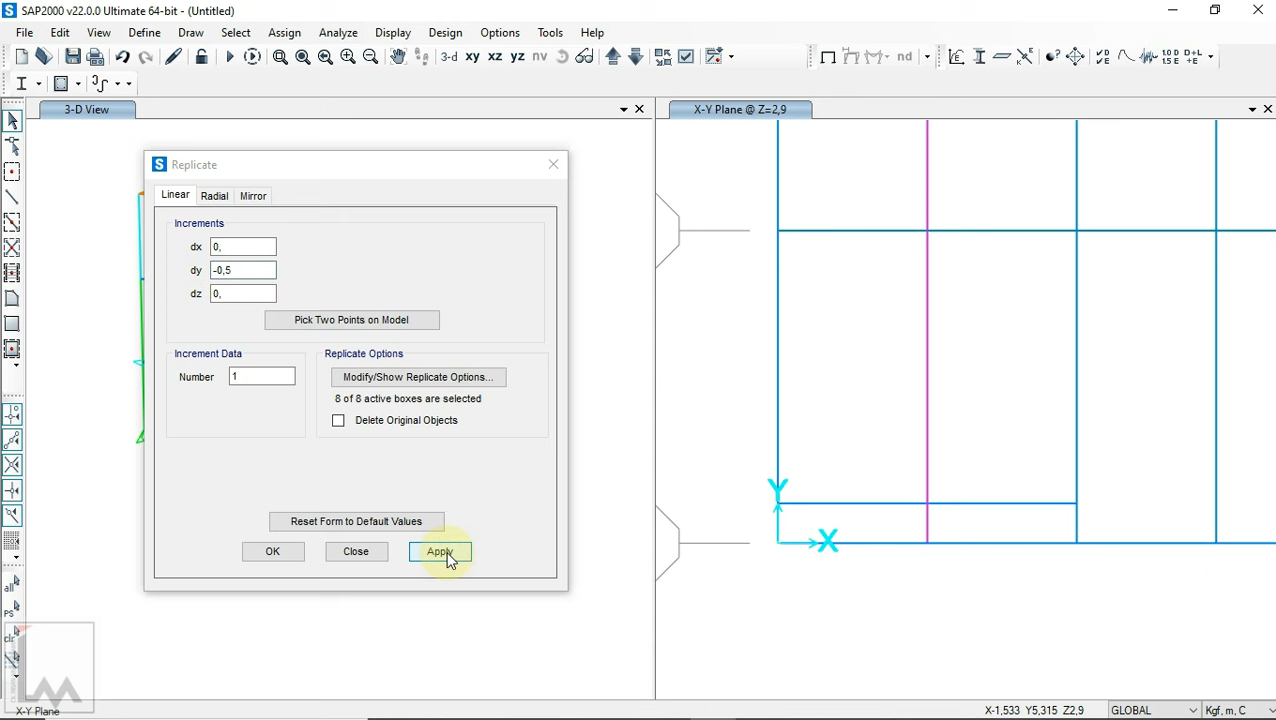 SAP2000 v22.0.0 Ultimate 64-bit - (Untitled)
File Edit View Define Draw Select Assign Analyze Display Design Options Tools Help
3-d xy xz yz nv nd
3-D View
X-Y Plane @ Z=2,9
Replicate
Linear Radial Mirror
Increments
dx 0,
dy -0,5
dz 0,
Pick Two Points on Model
Increment Data
Number 1
Replicate Options
Modify/Show Replicate Options...
8 of 8 active boxes are selected
Delete Original Objects
Reset Form to Default Values
OK Close Apply
Y
X
all
PS
clr
X-Y Plane
X-1,533 Y5,315 Z2,9
GLOBAL
Kgf, m, C